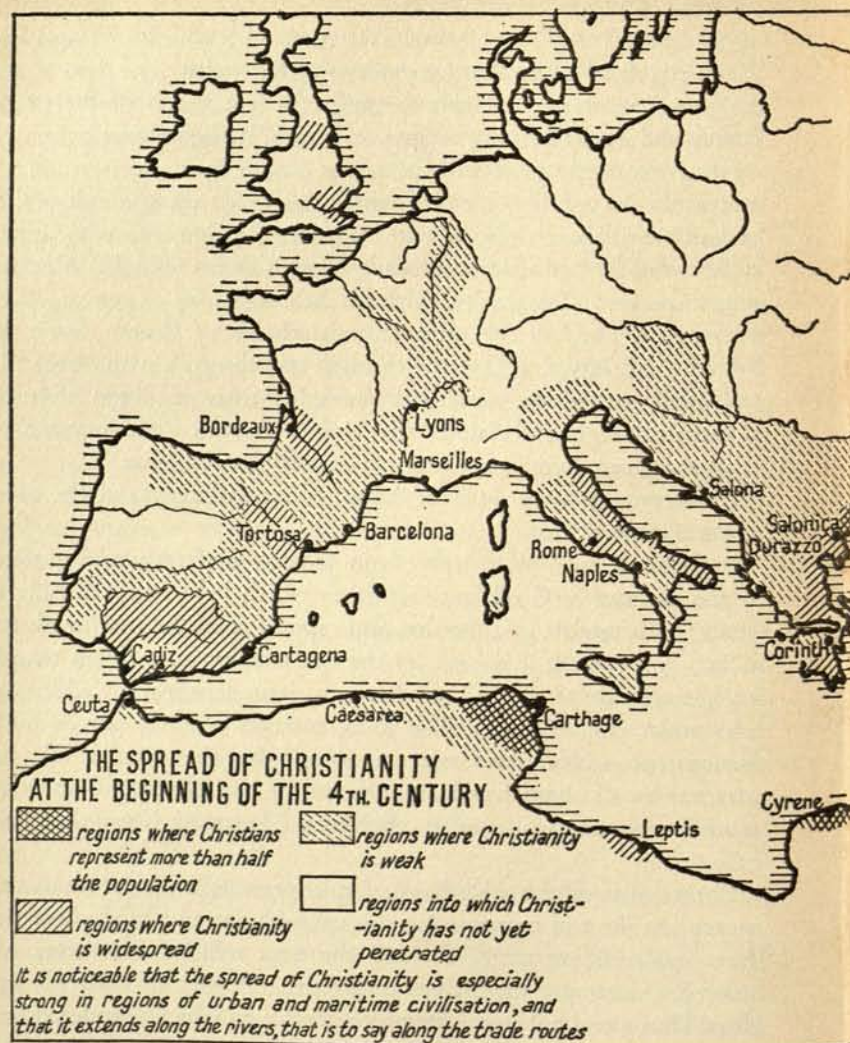 Bordeaux
Lyons
Marseilles
Salona
Tortosa
Barcelona
Salonica
Durazzo
Rome
Naples
Cadiz
Cartagena
Corinth
Ceuta
Caesarea
Carthage
Cyrene
Leptis
THE SPREAD OF CHRISTIANITY
AT THE BEGINNING OF THE 4TH. CENTURY
regions where Christians
represent more than half
the population
regions where Christianity
is widespread
regions where Christianity
is weak
regions into which Christ-
-ianity has not yet
penetrated
It is noticeable that the spread of Christianity is especially
strong in regions of urban and maritime civilisation, and
that it extends along the rivers, that is to say along the trade routes